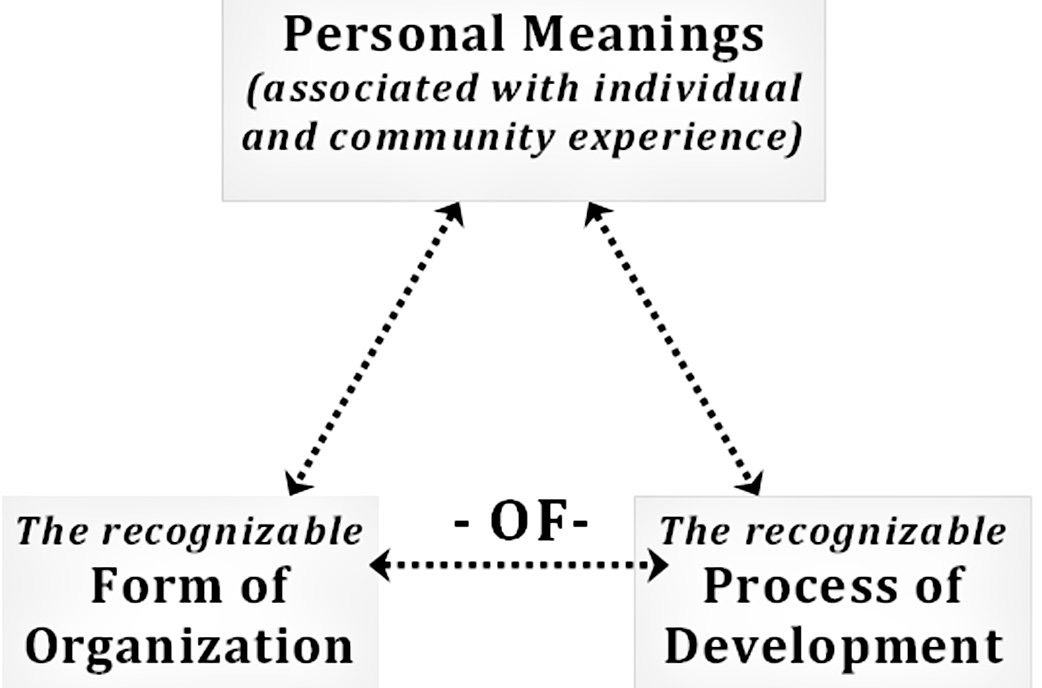 Personal Meanings
(associated with individual
and community experience)
- OF-
The recognizable
Form of
Organization
The recognizable
Process of
Development